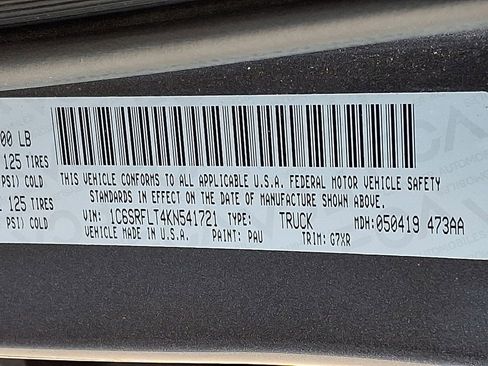 00 LB
125 TIRES
PSI) COLD
125 TIRES
PSI) COLD
THIS VEHICLE CONFORMS TO ALL APPLICABLE U.S.A. FEDERAL MOTOR VEHICLE SAFETY
STANDARDS IN EFFECT ON THE DATE OF MANUFACTURE SHOWN ABOVE.
VIN: 1C6SRFLT4KN541721 TYPE: TRUCK MDH: 050419 473AA
VEHICLE MADE IN U.S.A. PAINT: PAU TRIM: G7XR